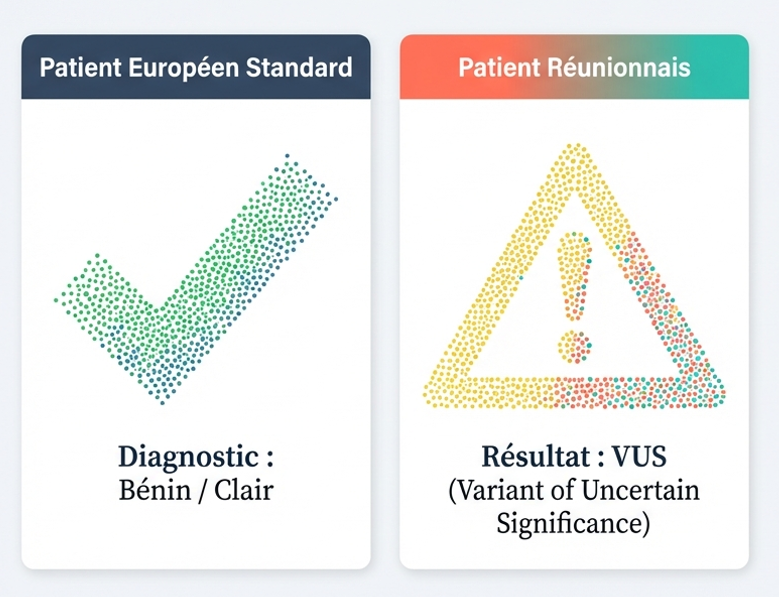 Patient Européen Standard
Diagnostic :
Bénin / Clair
Patient Réunionnais
Résultat : VUS
(Variant of Uncertain
Significance)